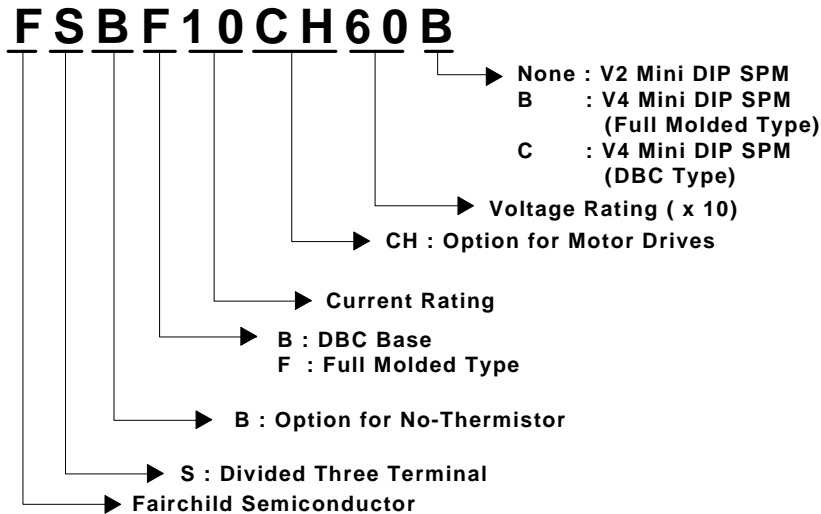 FSBF10CH60B
None : V2 Mini DIP SPM
B : V4 Mini DIP SPM
(Full Molded Type)
C : V4 Mini DIP SPM
(DBC Type)
Voltage Rating ( x 10)
CH : Option for Motor Drives
Current Rating
B : DBC Base
F : Full Molded Type
B : Option for No-Thermistor
S : Divided Three Terminal
Fairchild Semiconductor